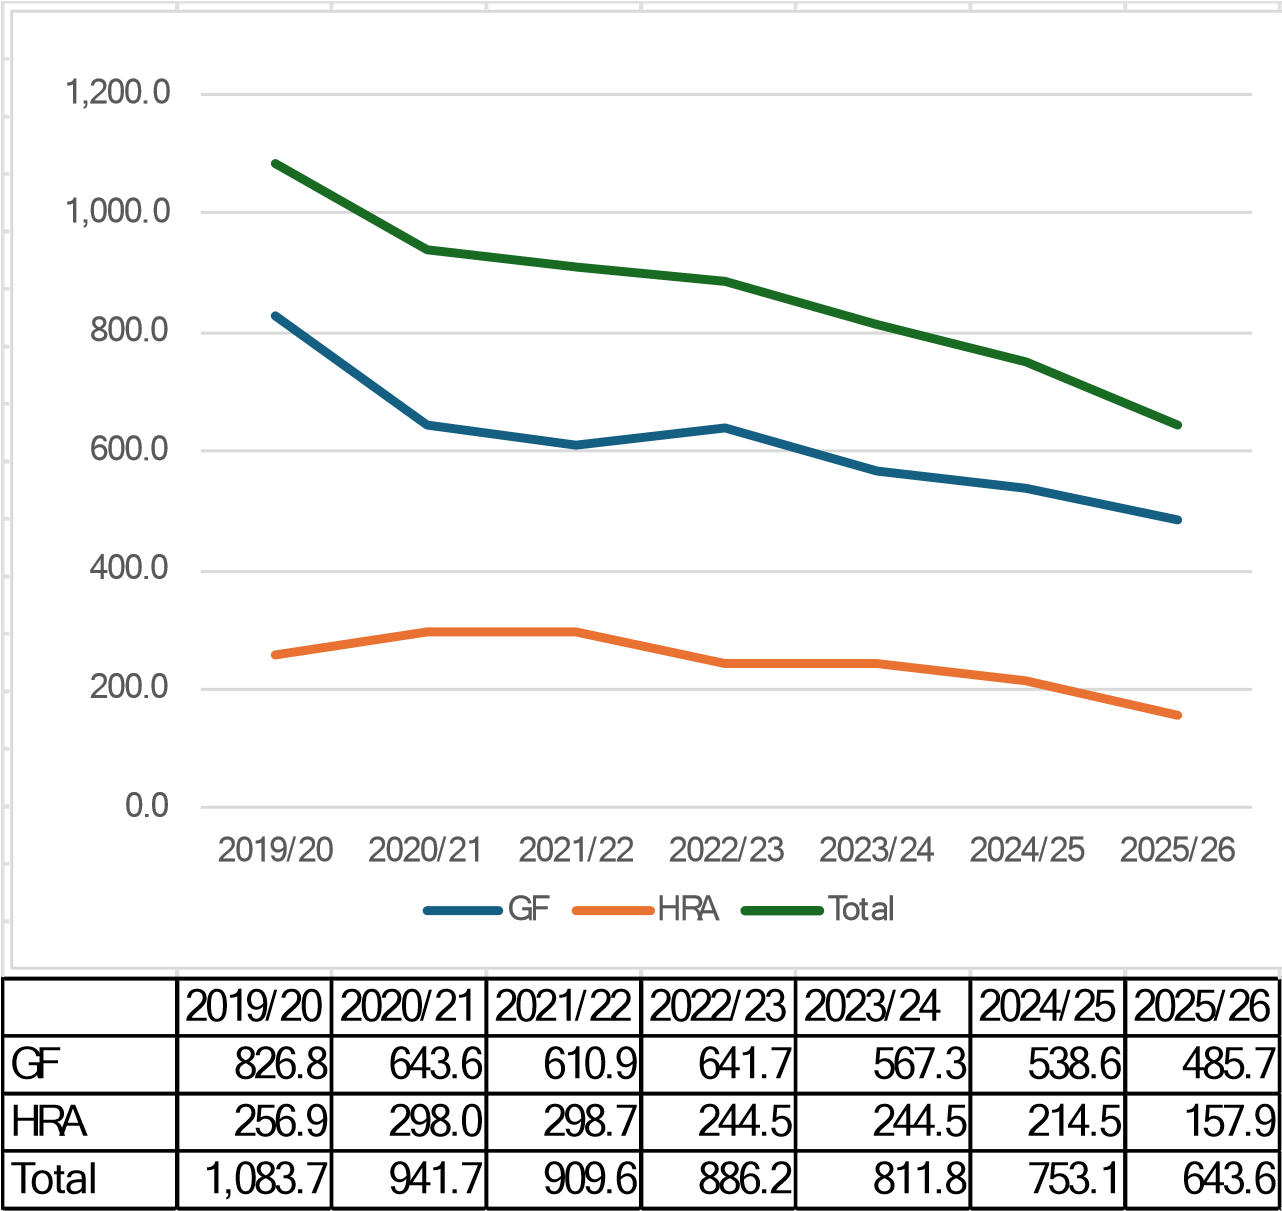 1,200.0
1,000.0
800.0
600.0
400.0
200.0
0.0
2019/20 2020/21 2021/22 2022/23 2023/24 2024/25 2025/26
GF HRA Total
2019/20 2020/21 2021/22 2022/23 2023/24 2024/25 2025/26
GF 826.8 643.6 610.9 641.7 567.3 538.6 485.7
HRA 256.9 298.0 298.7 244.5 244.5 214.5 157.9
Total 1,083.7 941.7 909.6 886.2 811.8 753.1 643.6